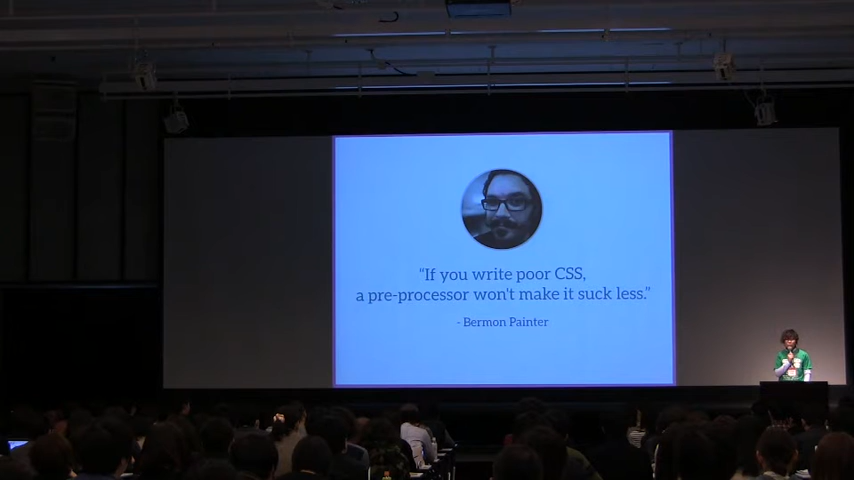 "If you write poor CSS,
a pre-processor won't make it suck less."
- Bermon Painter